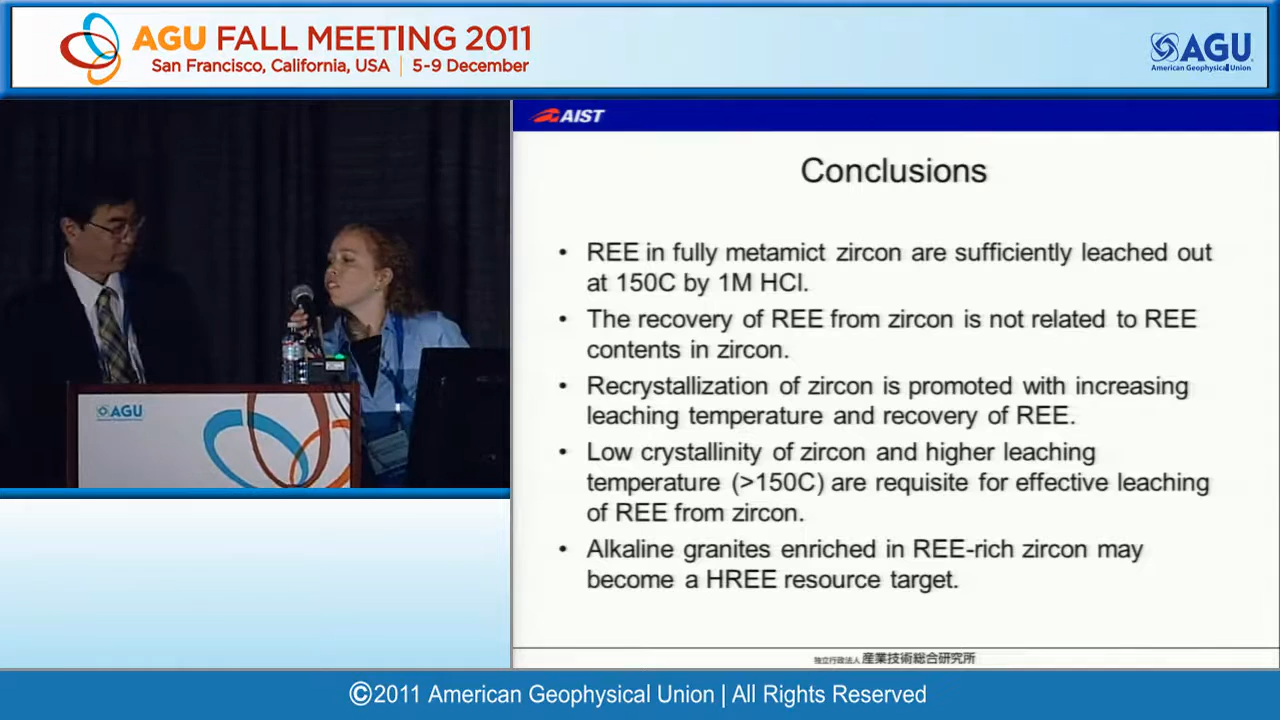 AGU FALL MEETING 2011
San Francisco, California, USA | 5-9 December
AGU
American Geophysical Union
AIST
Conclusions
• REE in fully metamict zircon are sufficiently leached out
at 150C by 1M HCl.
• The recovery of REE from zircon is not related to REE
contents in zircon.
• Recrystallization of zircon is promoted with increasing
leaching temperature and recovery of REE.
• Low crystallinity of zircon and higher leaching
temperature (>150C) are requisite for effective leaching
of REE from zircon.
• Alkaline granites enriched in REE-rich zircon may
become a HREE resource target.
独立行政法人 産業技術総合研究所
AGU
©2011 American Geophysical Union | All Rights Reserved